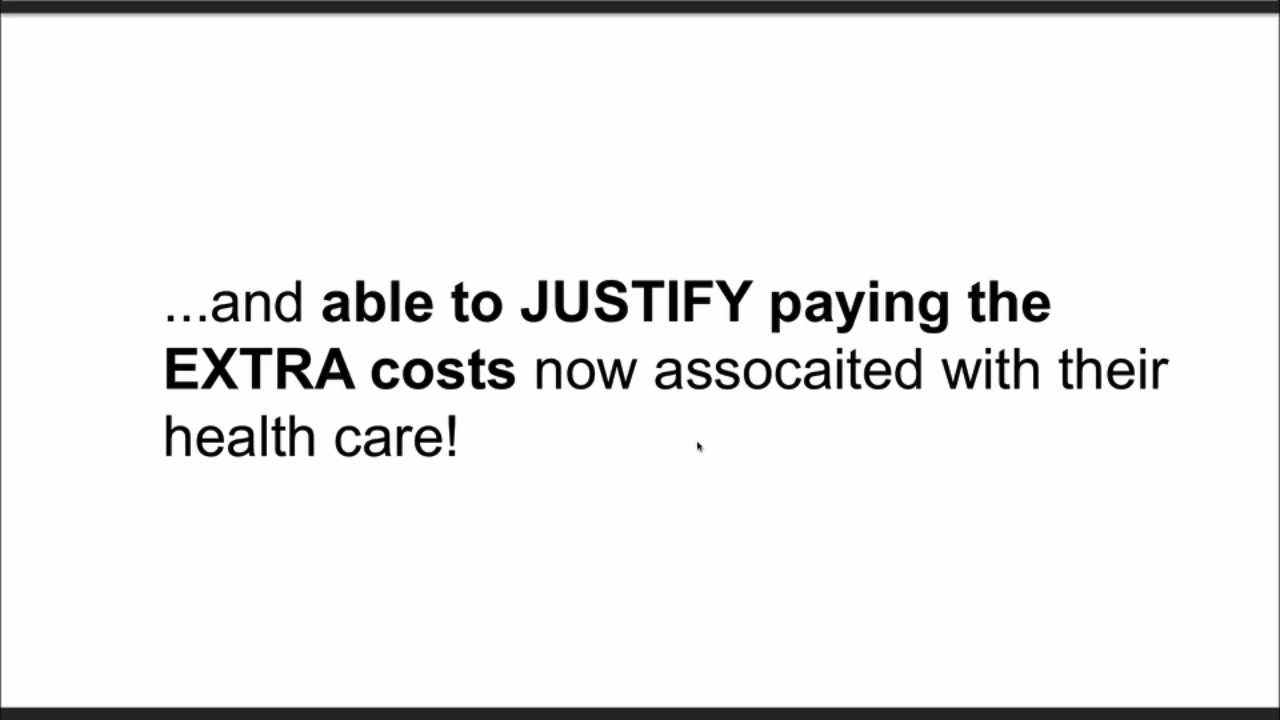 ...and able to JUSTIFY paying the
EXTRA costs now assocaited with their
health care!